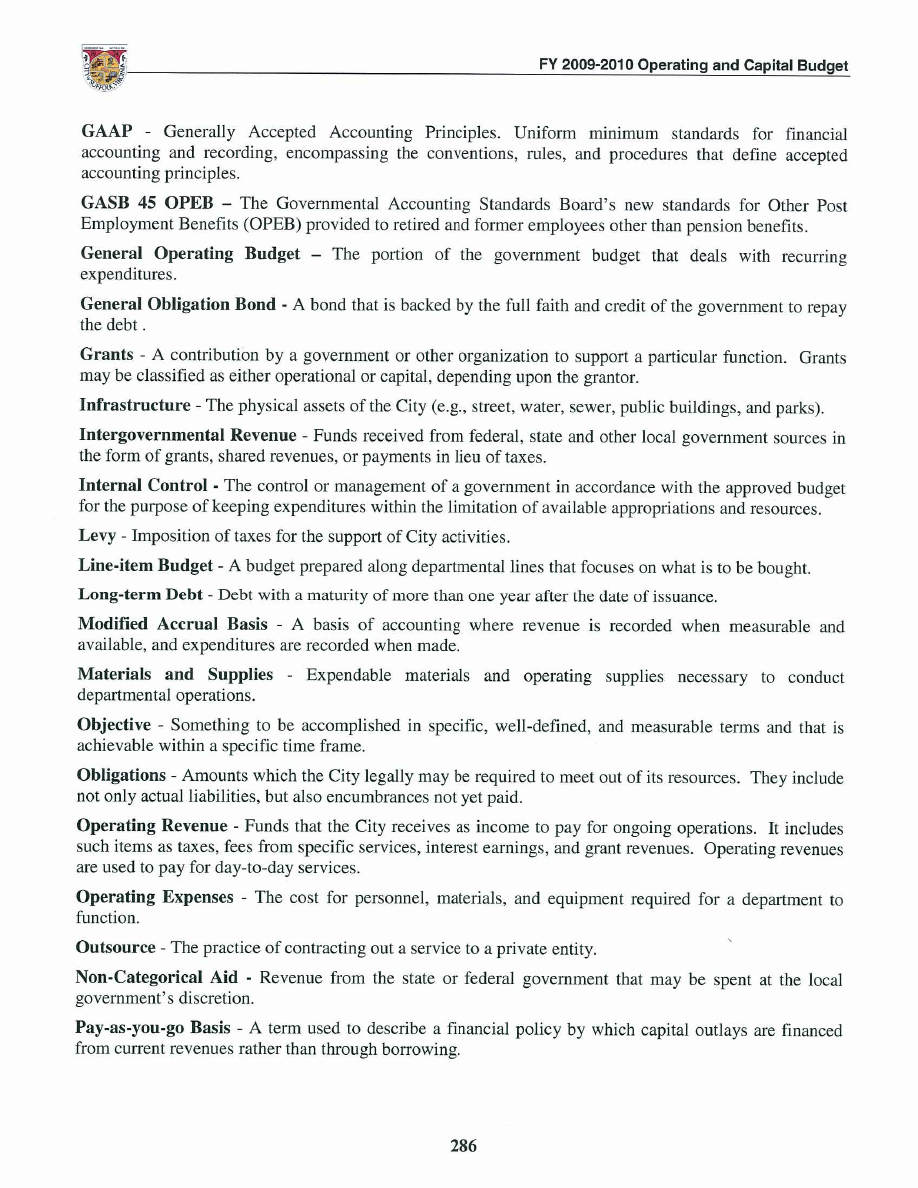 FY 2009-2010 Operating and Capital Budget
GAAP - Generally Accepted Accounting Principles. Uniform minimum standards for financial
accounting and recording, encompassing the conventions, rules, and procedures that define accepted
accounting principles.
GASB 45 OPEB – The Governmental Accounting Standards Board's new standards for Other Post
Employment Benefits (OPEB) provided to retired and former employees other than pension benefits.
General Operating Budget – The portion of the government budget that deals with recurring
expenditures.
General Obligation Bond - A bond that is backed by the full faith and credit of the government to repay
the debt .
Grants - A contribution by a government or other organization to support a particular function. Grants
may be classified as either operational or capital, depending upon the grantor.
Infrastructure - The physical assets of the City (e.g., street, water, sewer, public buildings, and parks).
Intergovernmental Revenue - Funds received from federal, state and other local government sources in
the form of grants, shared revenues, or payments in lieu of taxes.
Internal Control - The control or management of a government in accordance with the approved budget
for the purpose of keeping expenditures within the limitation of available appropriations and resources.
Levy - Imposition of taxes for the support of City activities.
Line-item Budget - A budget prepared along departmental lines that focuses on what is to be bought.
Long-term Debt - Debt with a maturity of more than one year after the date of issuance.
Modified Accrual Basis - A basis of accounting where revenue is recorded when measurable and
available, and expenditures are recorded when made.
Materials and Supplies - Expendable materials and operating supplies necessary to conduct
departmental operations.
Objective - Something to be accomplished in specific, well-defined, and measurable terms and that is
achievable within a specific time frame.
Obligations - Amounts which the City legally may be required to meet out of its resources. They include
not only actual liabilities, but also encumbrances not yet paid.
Operating Revenue - Funds that the City receives as income to pay for ongoing operations. It includes
such items as taxes, fees from specific services, interest earnings, and grant revenues. Operating revenues
are used to pay for day-to-day services.
Operating Expenses - The cost for personnel, materials, and equipment required for a department to
function.
Outsource - The practice of contracting out a service to a private entity.
Non-Categorical Aid - Revenue from the state or federal government that may be spent at the local
government's discretion.
Pay-as-you-go Basis - A term used to describe a financial policy by which capital outlays are financed
from current revenues rather than through borrowing.
286